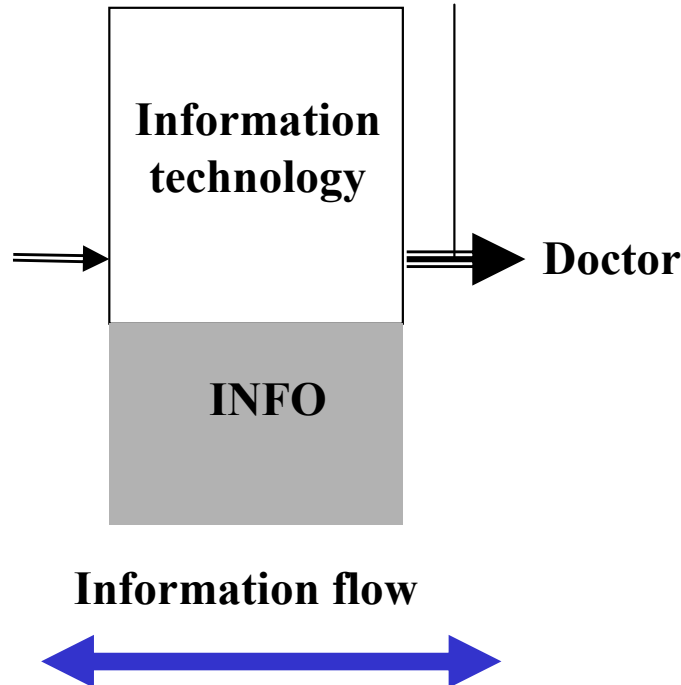 Information
technology
Doctor
INFO
Information flow